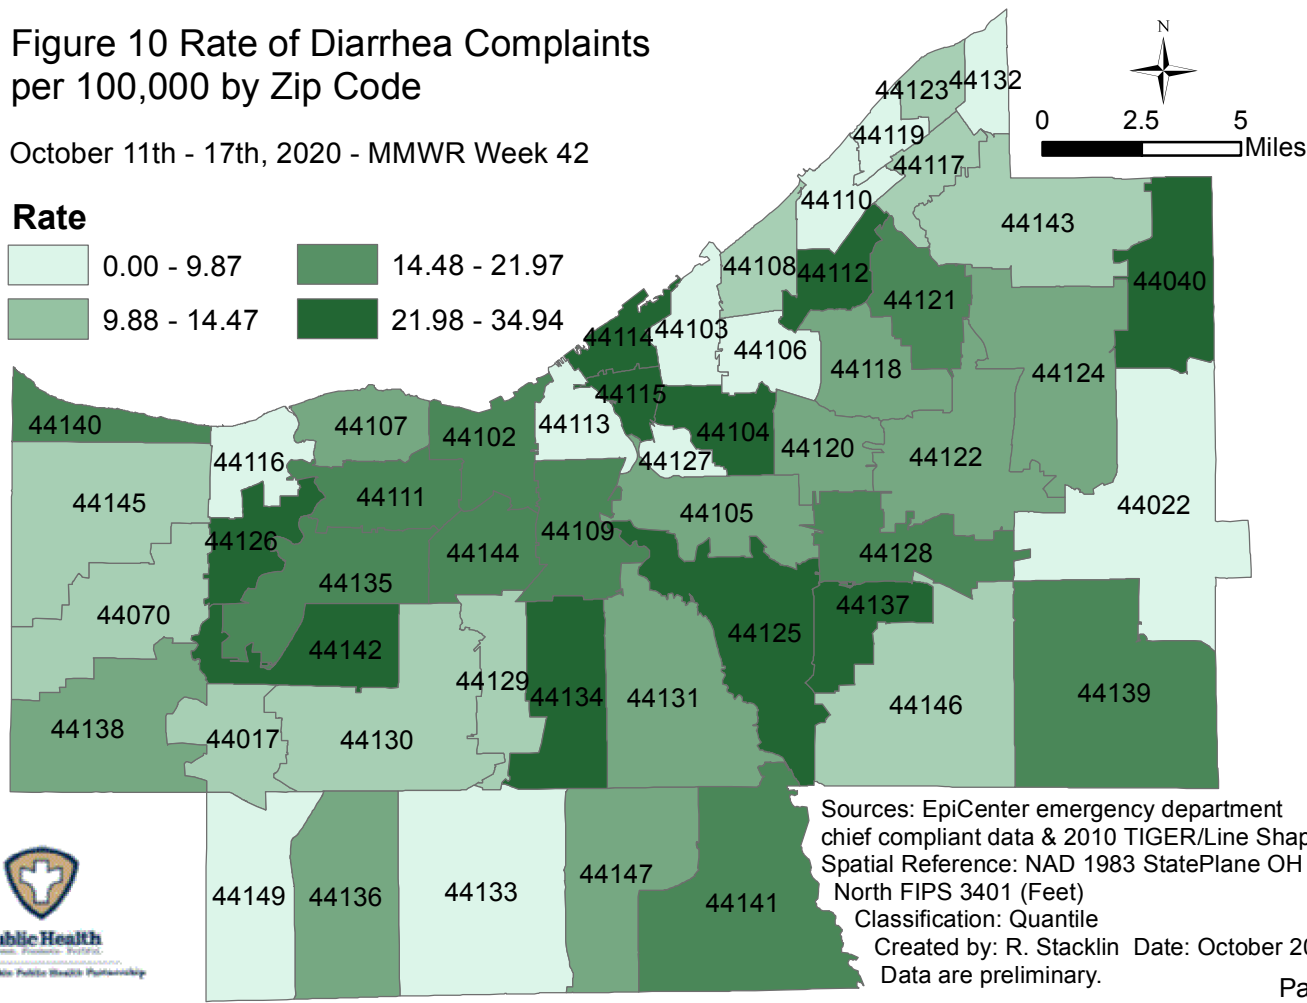 Figure 10 Rate of Diarrhea Complaints
per 100,000 by Zip Code
October 11th - 17th, 2020 - MMWR Week 42
Rate
0.00 - 9.87
9.88 - 14.47
14.48 - 21.97
21.98 - 34.94
N
0 2.5 5
Miles
44132
44123
44119
44117
44110
44143
44108
44112
44040
44121
44114
44103
44106
44118
44124
44115
44140
44107
44102
44113
44104
44120
44122
44116
44127
44111
44145
44022
44105
44126
44109
44144
44128
44135
44137
44070
44125
44142
44129
44134
44131
44139
44146
44138
44017
44130
44147
44149
44136
44133
44141
Sources: EpiCenter emergency department
chief compliant data & 2010 TIGER/Line Shap
Spatial Reference: NAD 1983 StatePlane OH
North FIPS 3401 (Feet)
Classification: Quantile
Created by: R. Stacklin Date: October 20
Data are preliminary.
Pa
ublic Health
Public Health Partnership